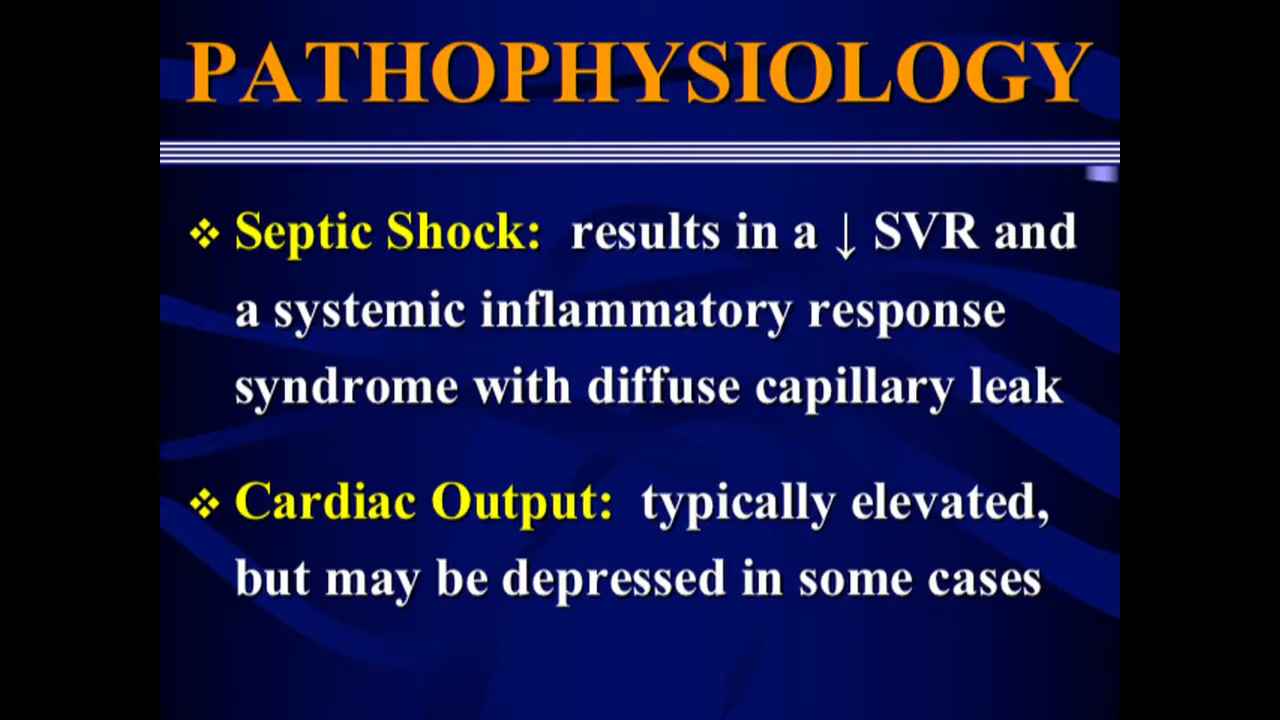 PATHOPHYSIOLOGY
❖ Septic Shock: results in a ↓ SVR and
a systemic inflammatory response
syndrome with diffuse capillary leak
❖ Cardiac Output: typically elevated,
but may be depressed in some cases